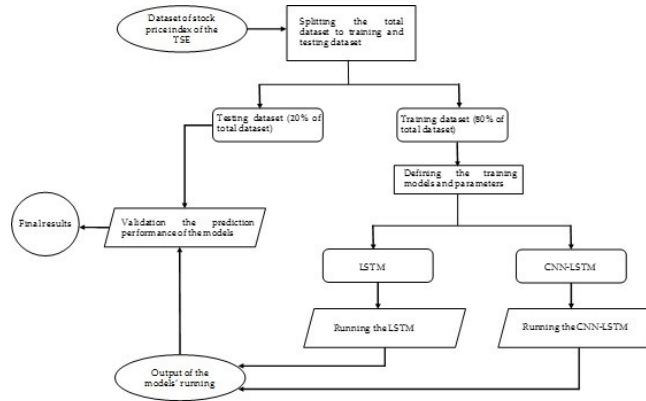 Dataset of stock
price index of the
TSE
Splitting the total
dataset to training and
testing dataset
Testing dataset (20% of
total dataset)
Training dataset (80% of
total dataset)
Defining the training
models and parameters
Final results
Validation the prediction
performance of the models
LSTM
CNN-LSTM
Running the LSTM
Running the CNN-LSTM
Output of the
models' running